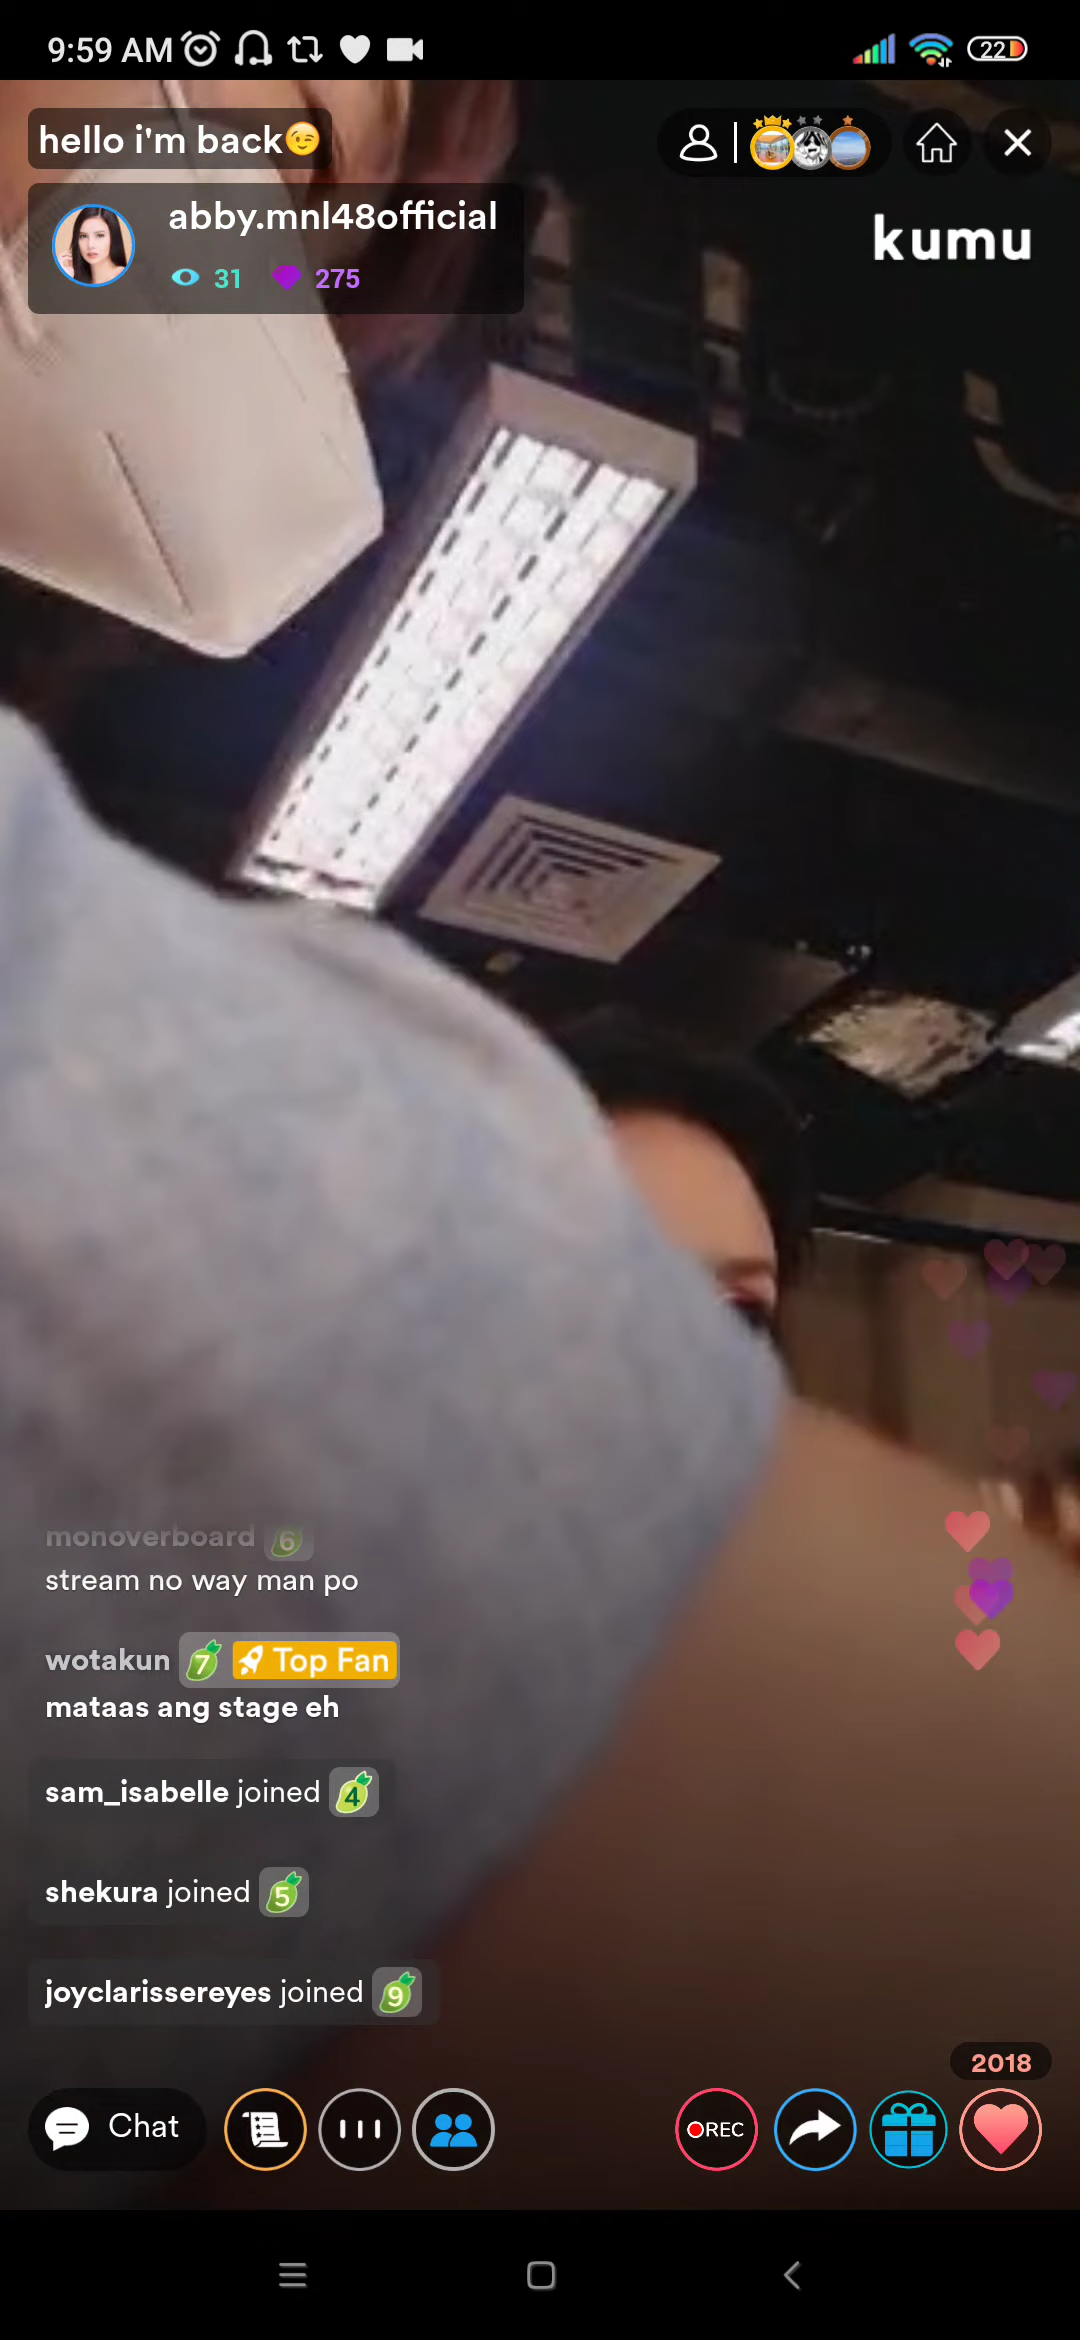 9:59 AM
22
hello i'm back😉
abby.mnl48official
31 275
kumu
monoverboard 6
stream no way man po
wotakun 7 Top Fan
mataas ang stage eh
sam_isabelle joined 4
shekura joined 5
joyclarissereyes joined 9
2018
Chat
REC